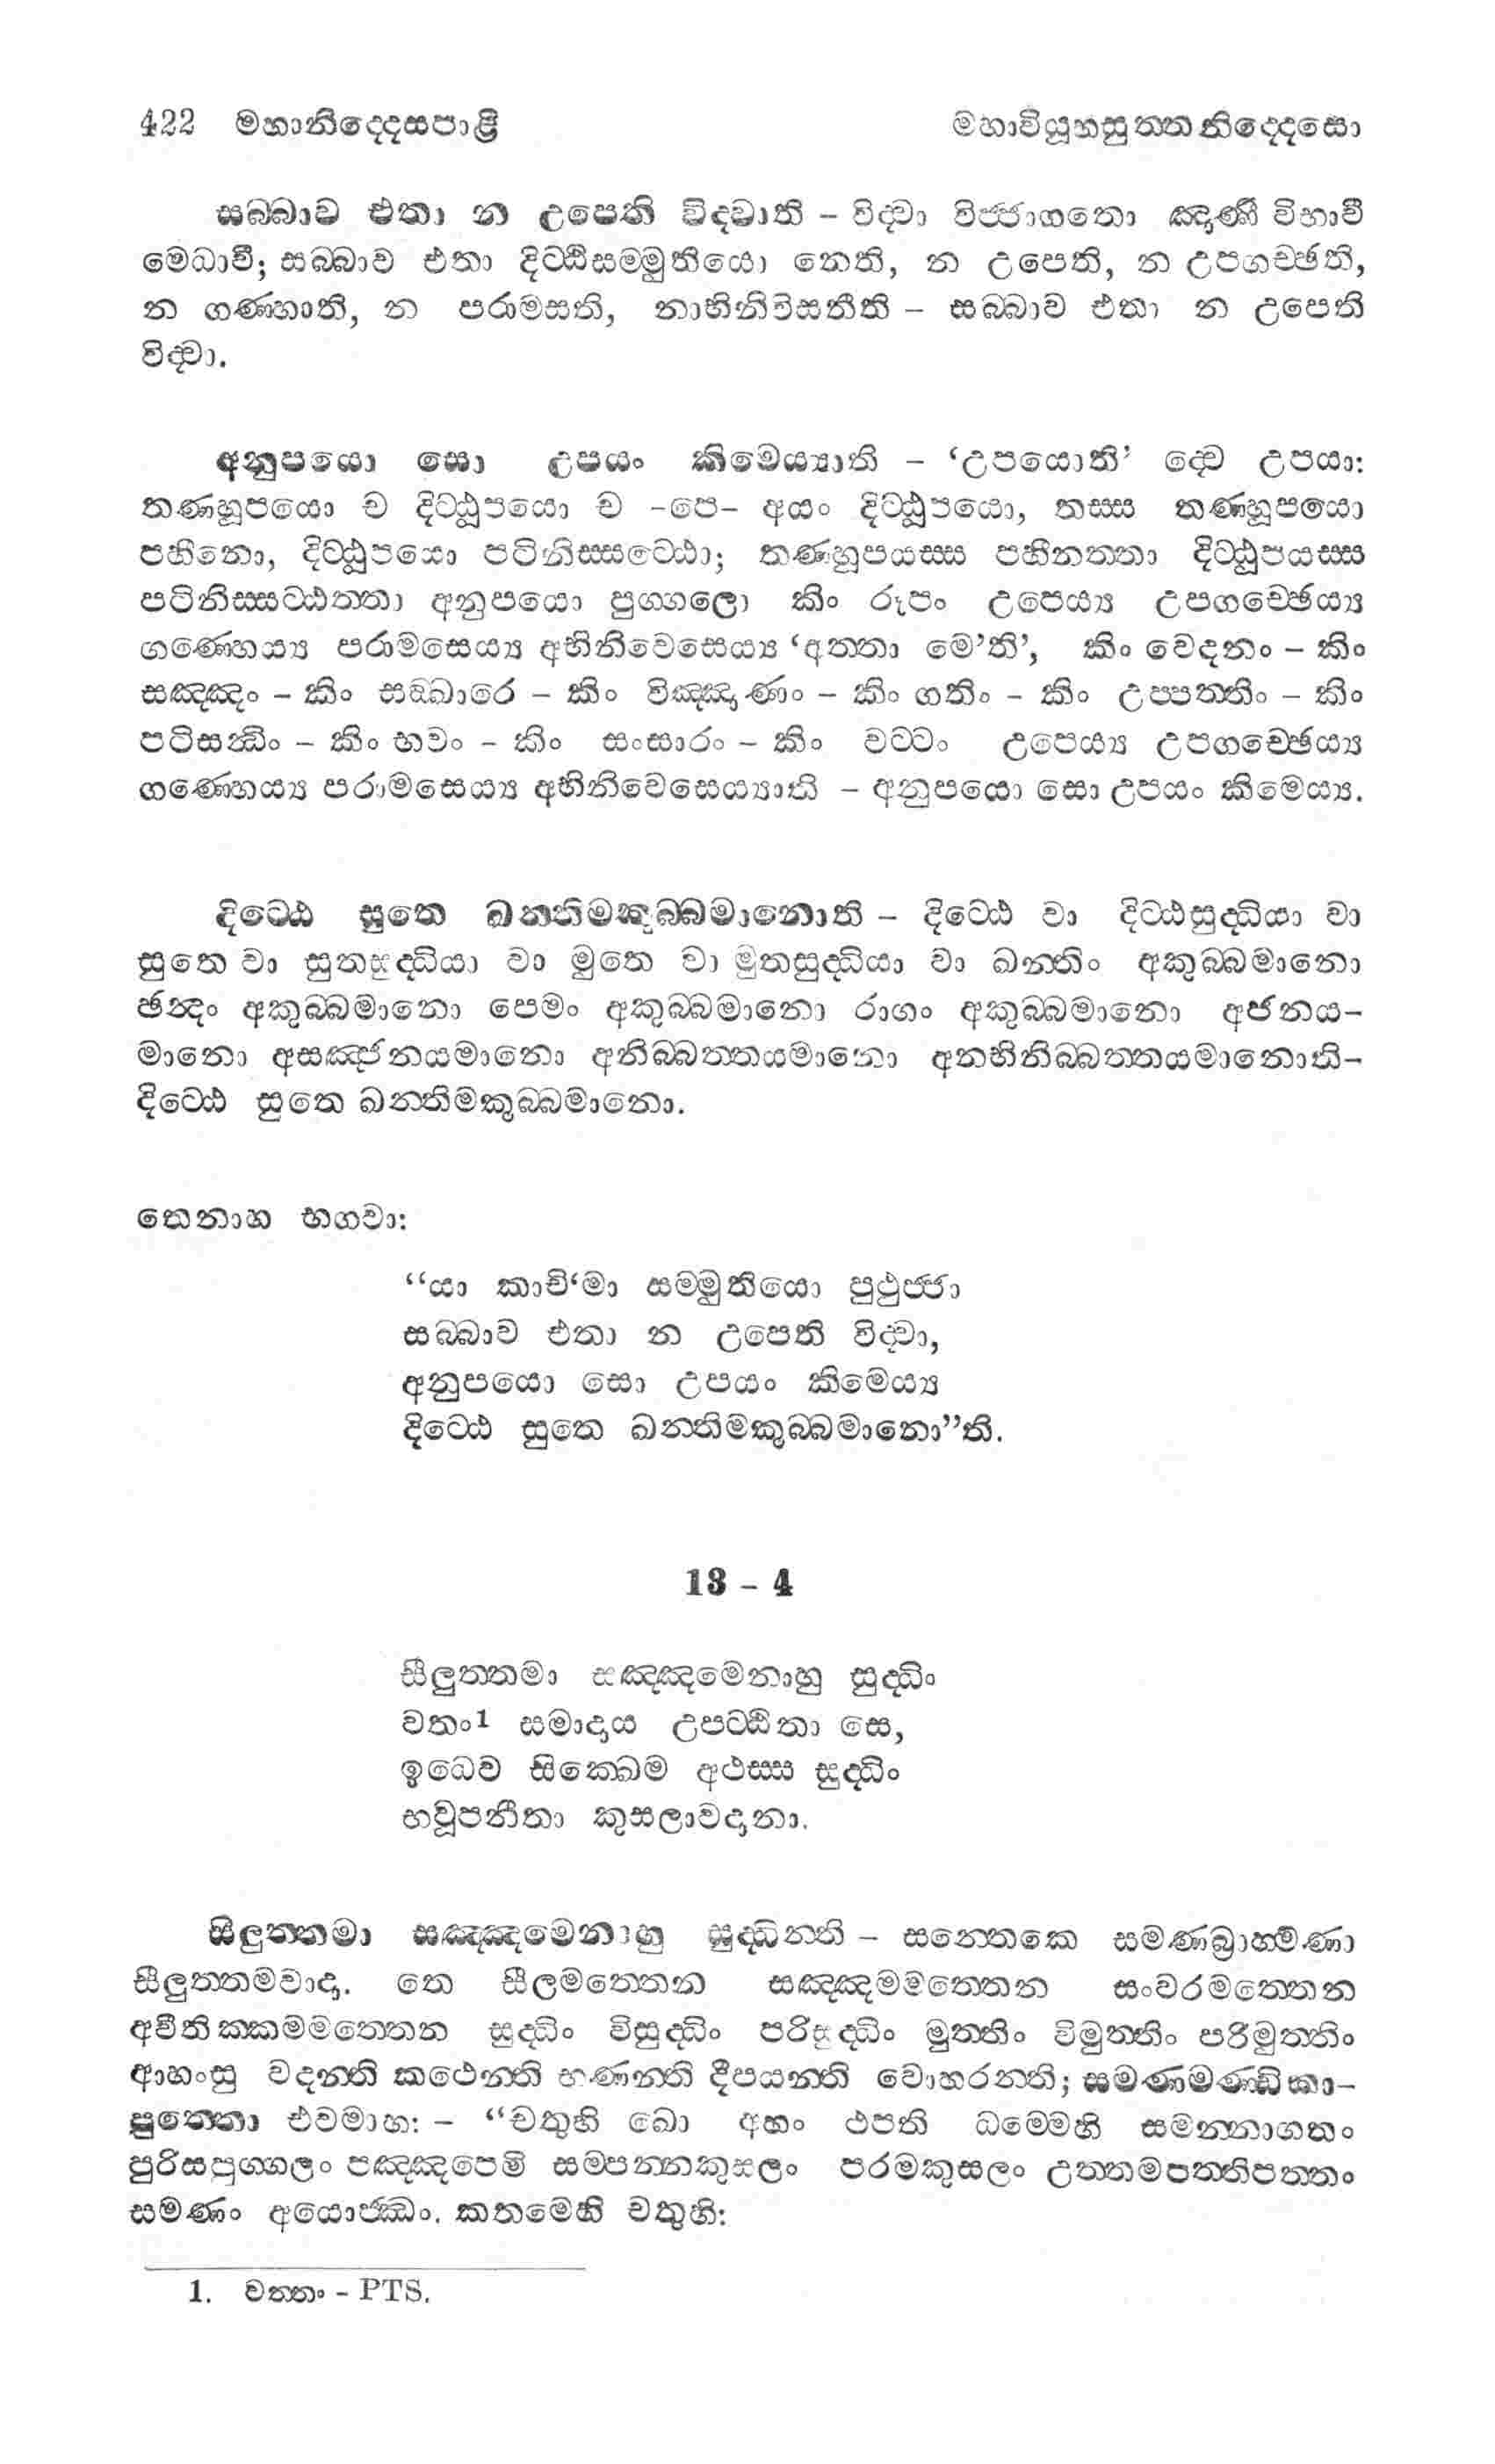 422 මහානිද්දෙසපාළි මහාවියූහසුත්තනිද්දෙසො
සබ්බාව එතා න උපෙති විද්වාති – විද්වා විජ්ජාගතො ඤාණී විභාවී
මෙධාවී; සබ්බාව එතා දිට්ඨිසම්මුතියො නෙති, න උපෙති, න උපගච්ඡති,
න ගණ්හාති, න පරාමසති, නාභිනිවිසතීති – සබ්බාව එතා න උපෙති
විද්වා.
අනුපයො සො උපයං කිමෙය්‍යාති – ‘උපයොති’ ද්වෙ උපයා:
තණ්හූපයො ච දිට්ඨූපයො ච -පෙ- අයං දිට්ඨූපයො, තස්ස තණ්හූපයො
පහීනො, දිට්ඨූපයො පටිනිස්සට්ඨො; තණ්හූපයස්ස පහීනත්තා දිට්ඨූපයස්ස
පටිනිස්සට්ඨත්තා අනුපයො පුග්ගලො කිං රූපං උපෙය්‍ය උපගච්ඡෙය්‍ය
ගණ්හෙය්‍ය පරාමසෙය්‍ය අභිනිවෙසෙය්‍ය ‘අත්තා මෙ’ති’, කිං වෙදනං – කිං
සඤ්ඤං – කිං සඞ්ඛාරෙ – කිං විඤ්ඤාණං – කිං ගතිං – කිං උප්පත්තිං – කිං
පටිසන්ධිං – කිං භවං – කිං සංසාරං – කිං වට්ටං උපෙය්‍ය උපගච්ඡෙය්‍ය
ගණ්හෙය්‍ය පරාමසෙය්‍ය අභිනිවෙසෙය්‍යාති – අනුපයො සො උපයං කිමෙය්‍ය.
දිට්ඨෙ සුතෙ ඛන්තිමකුබ්බමානොති – දිට්ඨෙ වා දිට්ඨසුද්ධියා වා
සුතෙ වා සුතසුද්ධියා වා මුතෙ වා මුතසුද්ධියා වා ඛන්තිං අකුබ්බමානො
ඡන්දං අකුබ්බමානො පෙමං අකුබ්බමානො රාගං අකුබ්බමානො අජනය-
මානො අසඤ්ජනයමානො අනිබ්බත්තයමානො අනභිනිබ්බත්තයමානොති-
දිට්ඨෙ සුතෙ ඛන්තිමකුබ්බමානො.
තෙනාහ භගවා:
“යා කාචි‘මා සම්මුතියො පුථුජ්ජා
සබ්බාව එතා න උපෙති විද්වා,
අනුපයො සො උපයං කිමෙය්‍ය
දිට්ඨෙ සුතෙ ඛන්තිමකුබ්බමානො”ති.
13 – 4
සීලුත්තමා සඤ්ඤමෙනාහු සුද්ධිං
වතං1 සමාදාය උපට්ඨිතා සෙ,
ඉධෙව සික්ඛෙම අථස්ස සුද්ධිං
භවූපනීතා කුසලාවදානා.
සීලුත්තමා සඤ්ඤමෙනාහු සුද්ධින්ති – සන්තෙකෙ සමණබ්‍රාහ්මණා
සීලුත්තමවාදා. තෙ සීලමත්තෙන සඤ්ඤමමත්තෙන සංවරමත්තෙන
අවීතික්කමමත්තෙන සුද්ධිං විසුද්ධිං පරිසුද්ධිං මුත්තිං විමුත්තිං පරිමුත්තිං
ආහංසු වදන්ති කථෙන්ති භණන්ති දීපයන්ති වොහරන්ති; සමණමණ්ඩිකා-
පුත්තො එවමාහ: – “චතුහි ඛො අහං ථපති ධම්මෙහි සමන්නාගතං
පුරිසපුග්ගලං පඤ්ඤපෙමි සම්පන්නකුසලං පරමකුසලං උත්තමපත්තිපත්තං
සමණං අයොජ්ඣං. කතමෙහි චතුහි:
1. වත්තං – PTS.